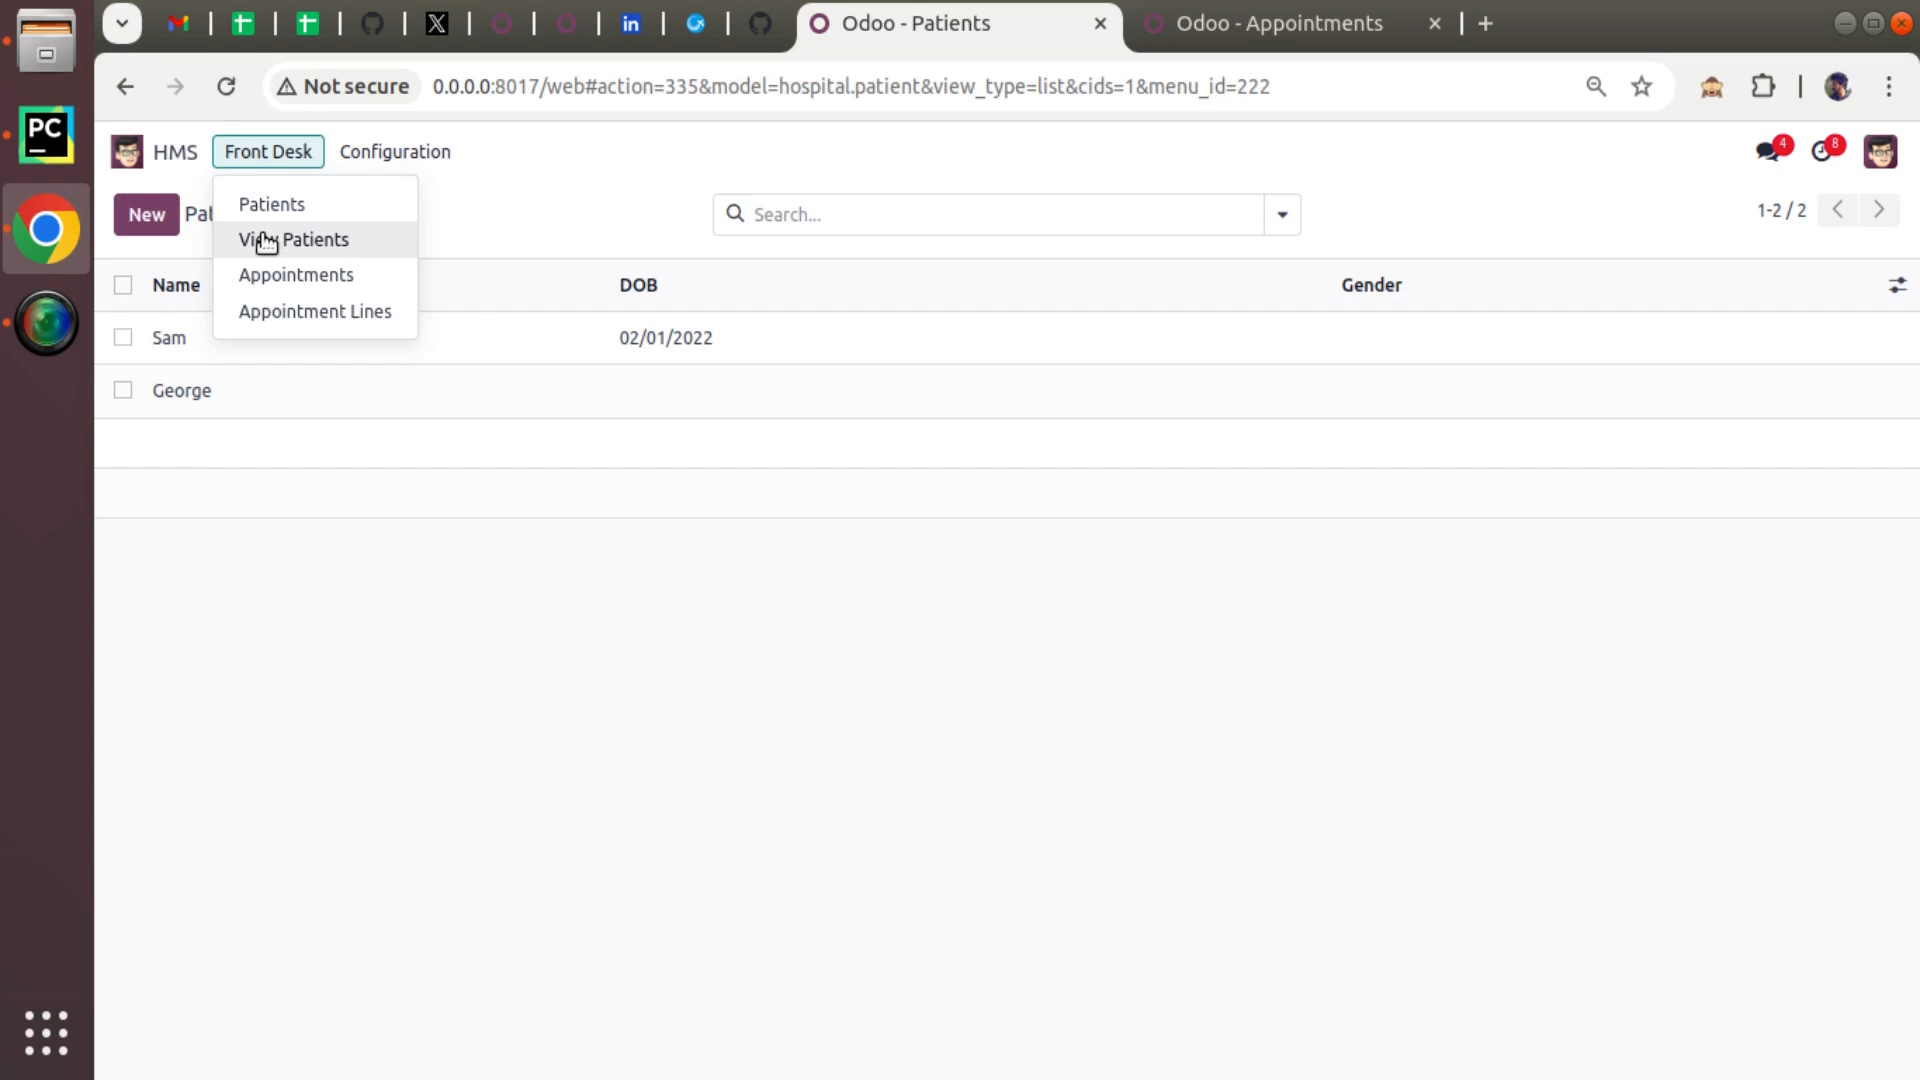 Odoo - Patients
Odoo - Appointments
Not secure
0.0.0.0:8017/web#action=335&model=hospital.patient&view_type=list&cids=1&menu_id=222
HMS
Front Desk
Configuration
4
8
Patients
New
Search...
1-2 / 2
Patients
Appointments
Appointment Lines
Name
DOB
Gender
Sam
02/01/2022
George
PC
X
in